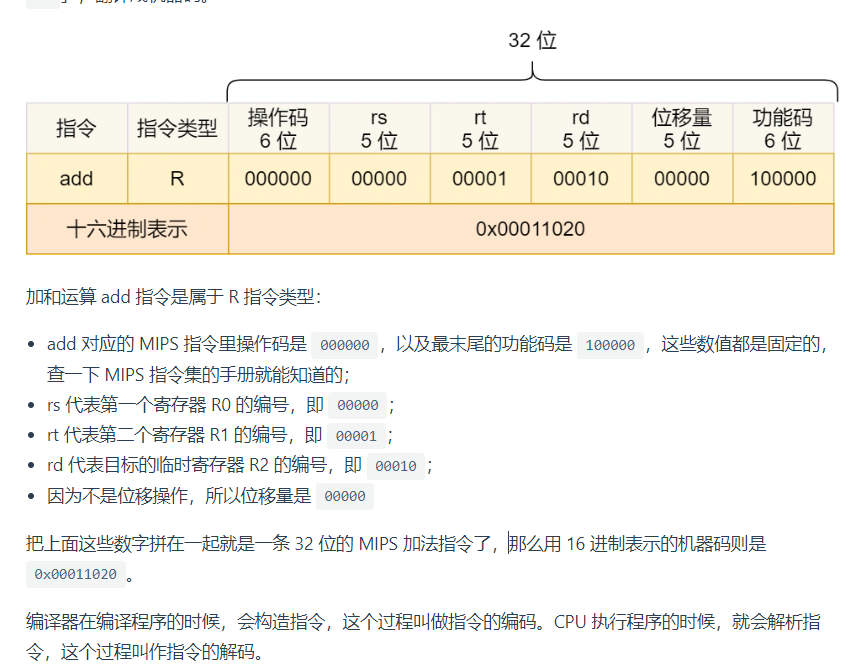 32 位
指令 指令类型 操作码 6 位 rs 5 位 rt 5 位 rd 5 位 位移量 5 位 功能码 6 位
add R 000000 00000 00001 00010 00000 100000
十六进制表示 0x00011020
加和运算 add 指令是属于 R 指令类型：
add 对应的 MIPS 指令里操作码是 000000 ，以及最末尾的功能码是 100000 ，这些数值都是固定的，
查一下 MIPS 指令集的手册就能知道的；
rs 代表第一个寄存器 R0 的编号，即 00000 ；
rt 代表第二个寄存器 R1 的编号，即 00001 ；
rd 代表目标的临时寄存器 R2 的编号，即 00010 ；
因为不是位移操作，所以位移量是 00000
把上面这些数字拼在一起就是一条 32 位的 MIPS 加法指令了，那么用 16 进制表示的机器码则是
0x00011020 。
编译器在编译程序的时候，会构造指令，这个过程叫做指令的编码。CPU 执行程序的时候，就会解析指
令，这个过程叫作指令的解码。